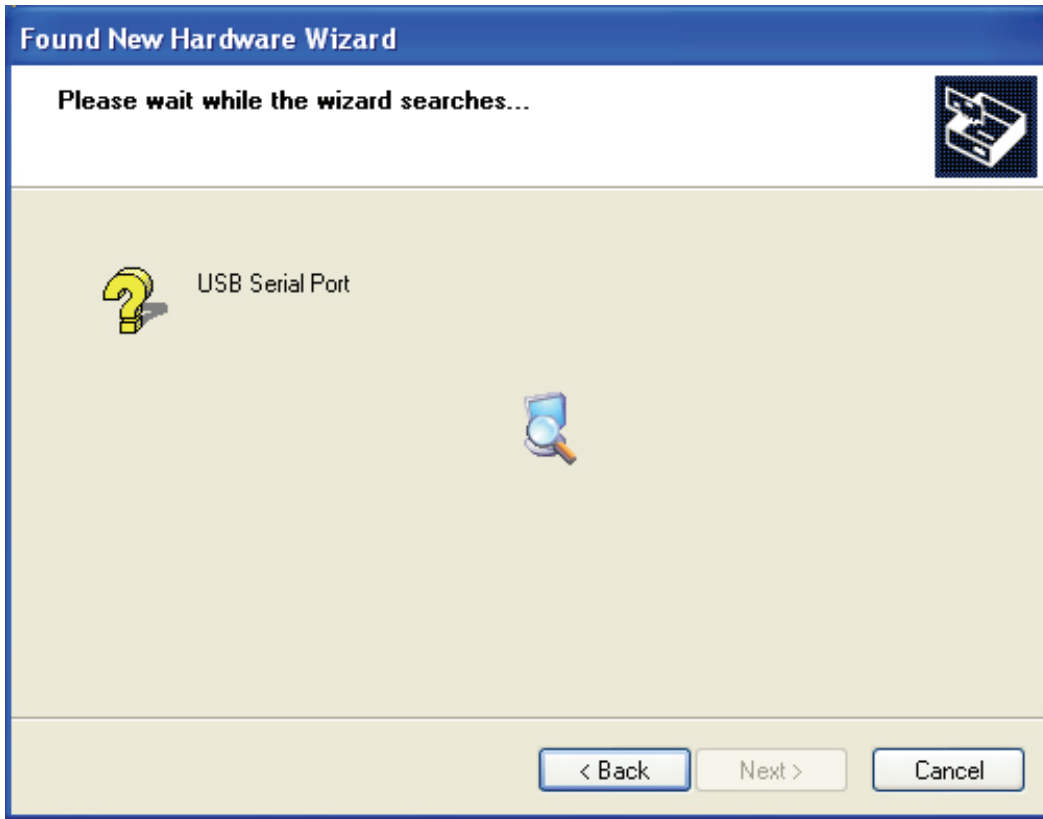 Found New Hardware Wizard
Please wait while the wizard searches...
USB Serial Port
< Back
Next >
Cancel